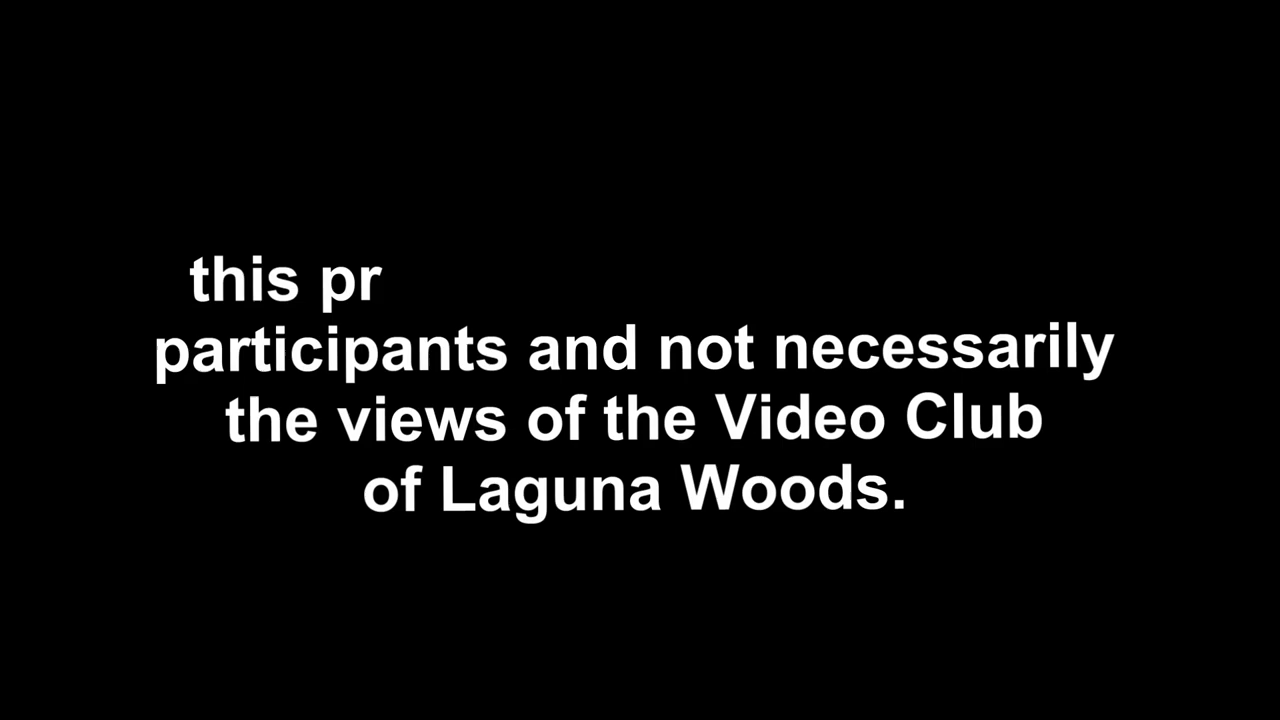 this pr
participants and not necessarily
the views of the Video Club
of Laguna Woods.